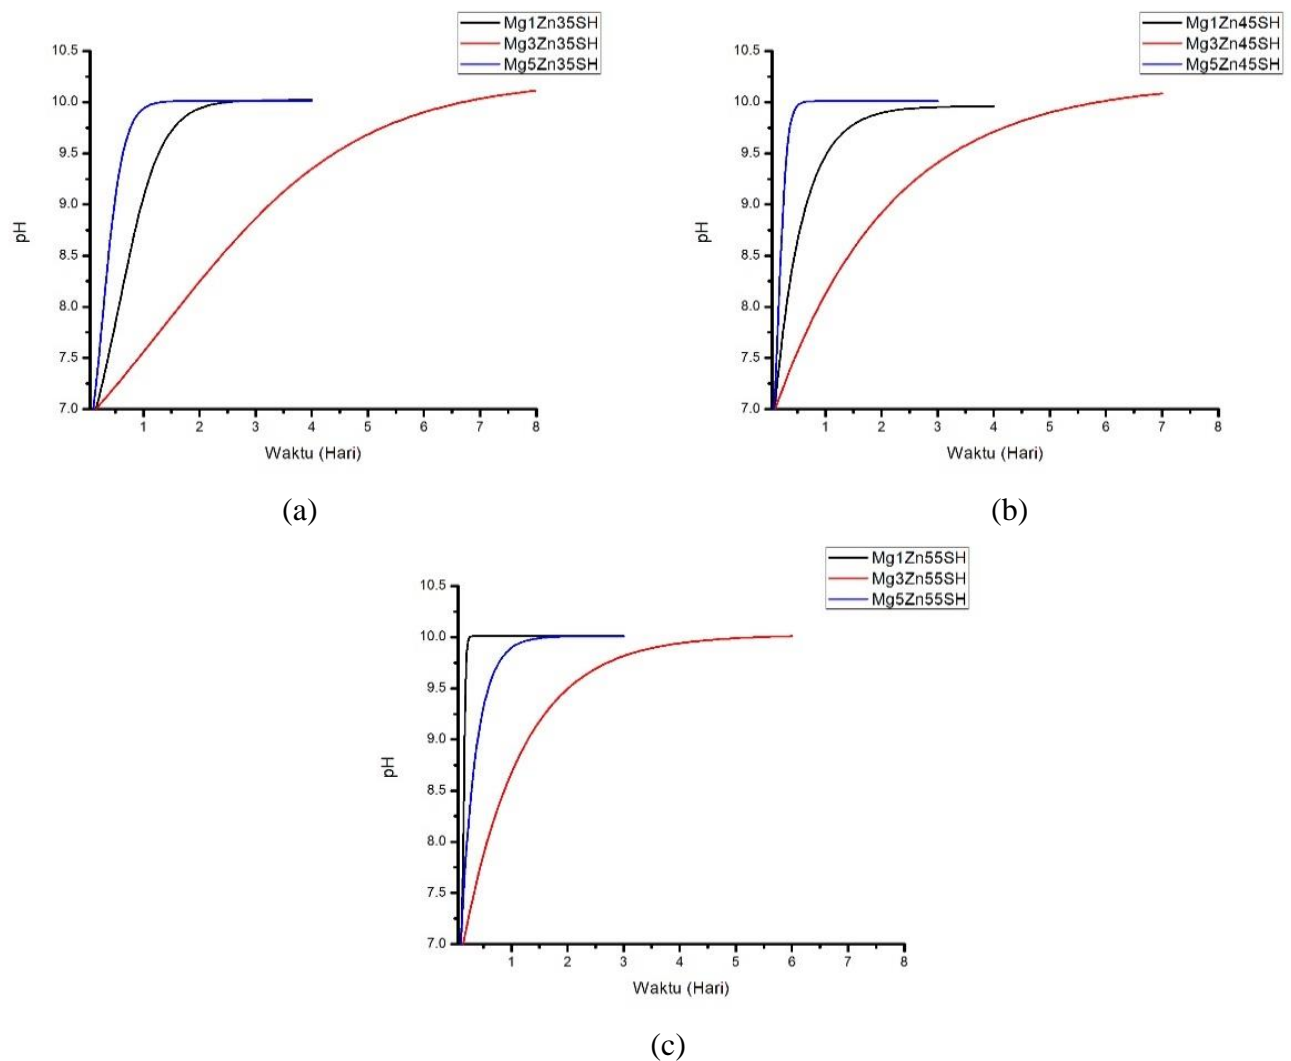 Mg1Zn35SH
Mg3Zn35SH
Mg5Zn35SH
10.5
10.0
9.5
9.0
8.5
8.0
7.5
7.0
pH
1 2 3 4 5 6 7 8
Waktu (Hari)
(a)
Mg1Zn45SH
Mg3Zn45SH
Mg5Zn45SH
10.5
10.0
9.5
9.0
8.5
8.0
7.5
7.0
pH
1 2 3 4 5 6 7 8
Waktu (Hari)
(b)
Mg1Zn55SH
Mg3Zn55SH
Mg5Zn55SH
10.5
10.0
9.5
9.0
8.5
8.0
7.5
7.0
pH
1 2 3 4 5 6 7 8
Waktu (Hari)
(c)